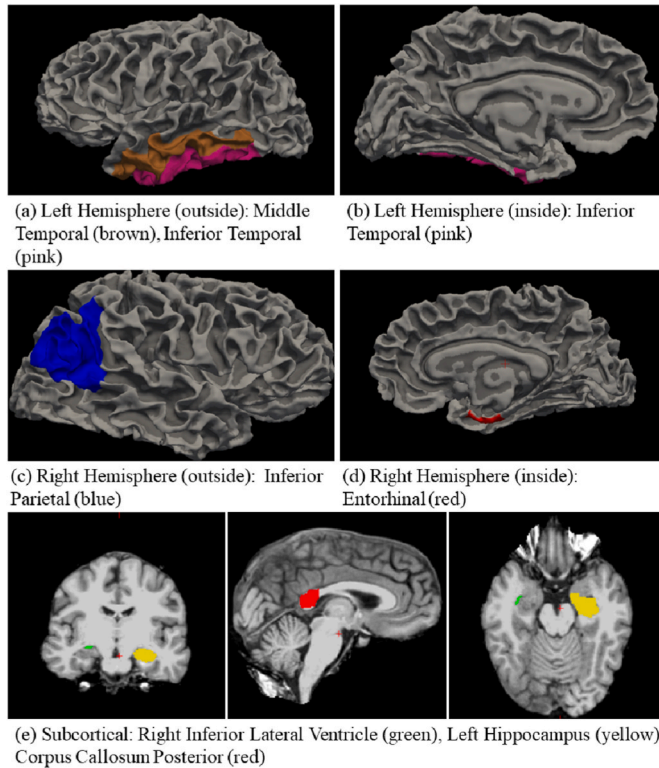 (a) Left Hemisphere (outside): Middle
Temporal (brown), Inferior Temporal
(pink)
(b) Left Hemisphere (inside): Inferior
Temporal (pink)
(c) Right Hemisphere (outside):  Inferior
Parietal (blue)
(d) Right Hemisphere (inside):
Entorhinal (red)
(e) Subcortical: Right Inferior Lateral Ventricle (green), Left Hippocampus (yellow)
Corpus Callosum Posterior (red)